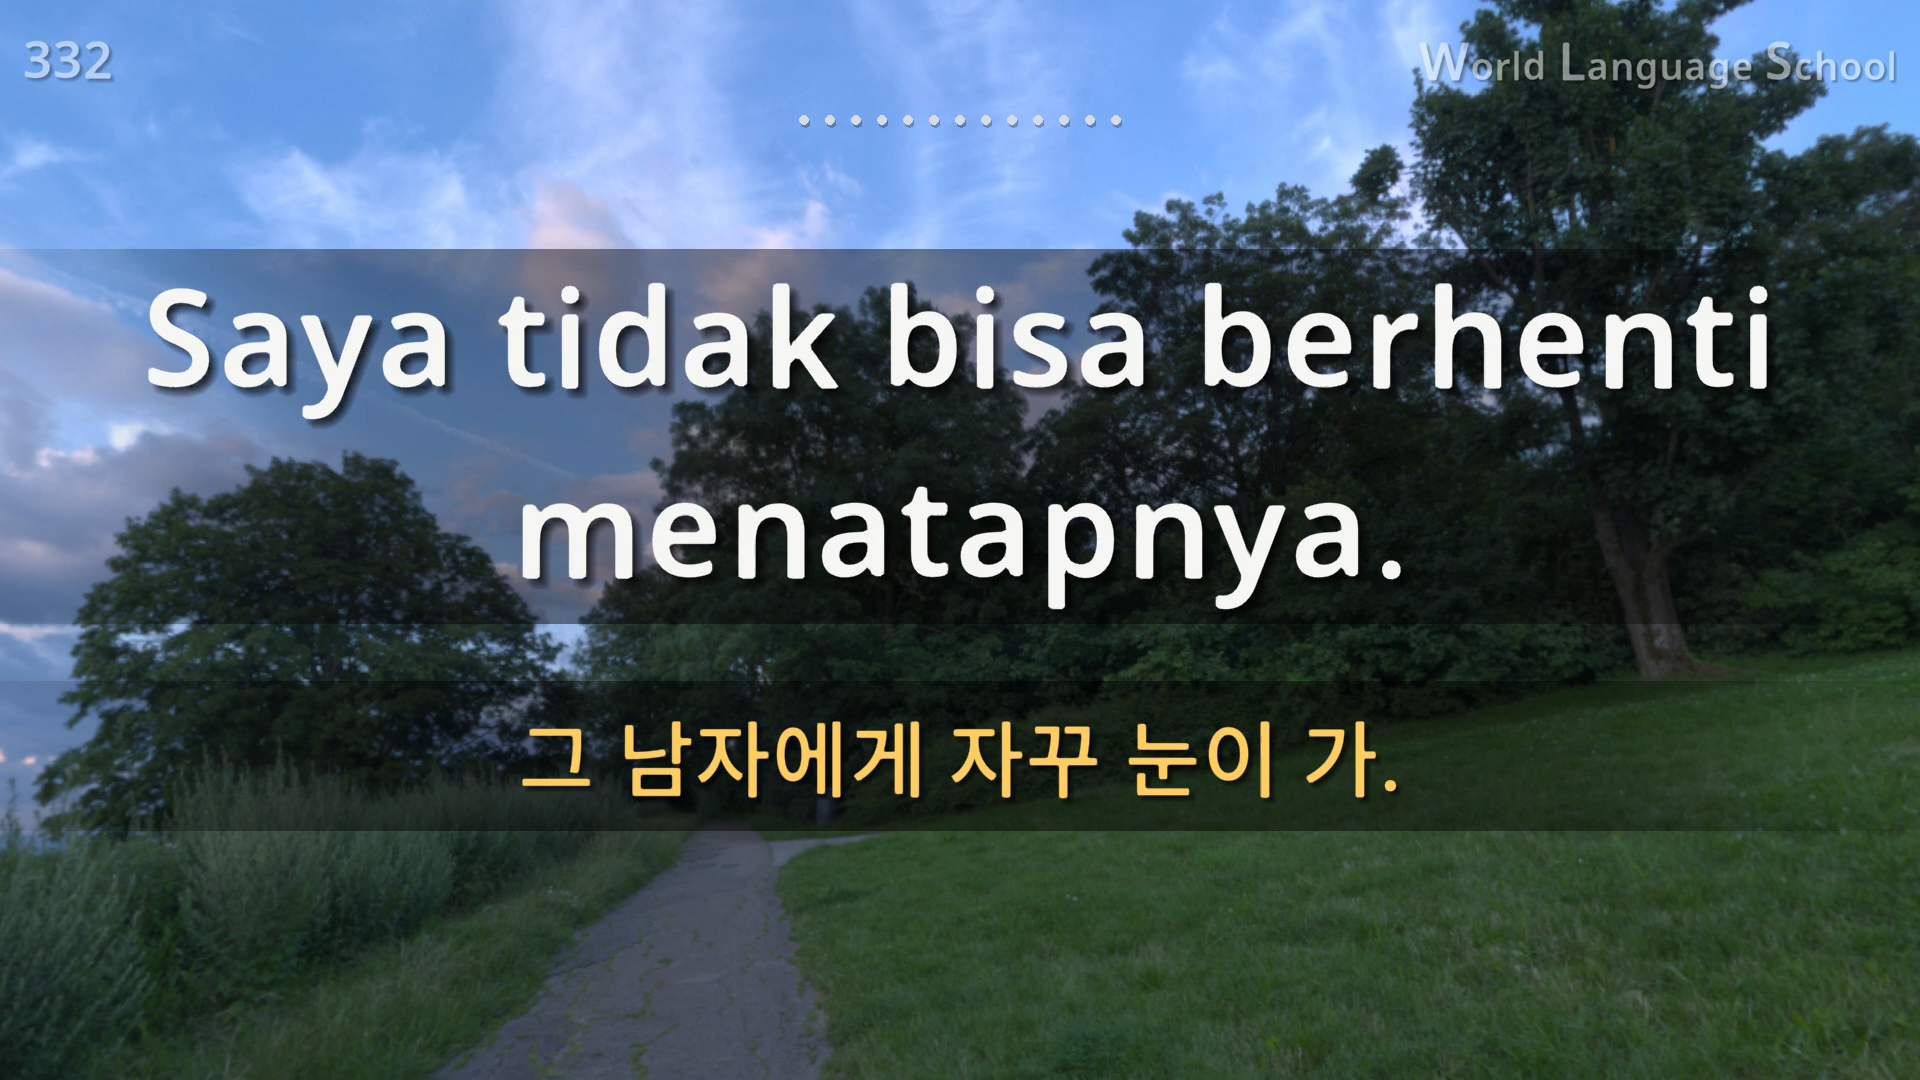 332
World Language School
Saya tidak bisa berhenti
menatapnya.
그 남자에게 자꾸 눈이 가.